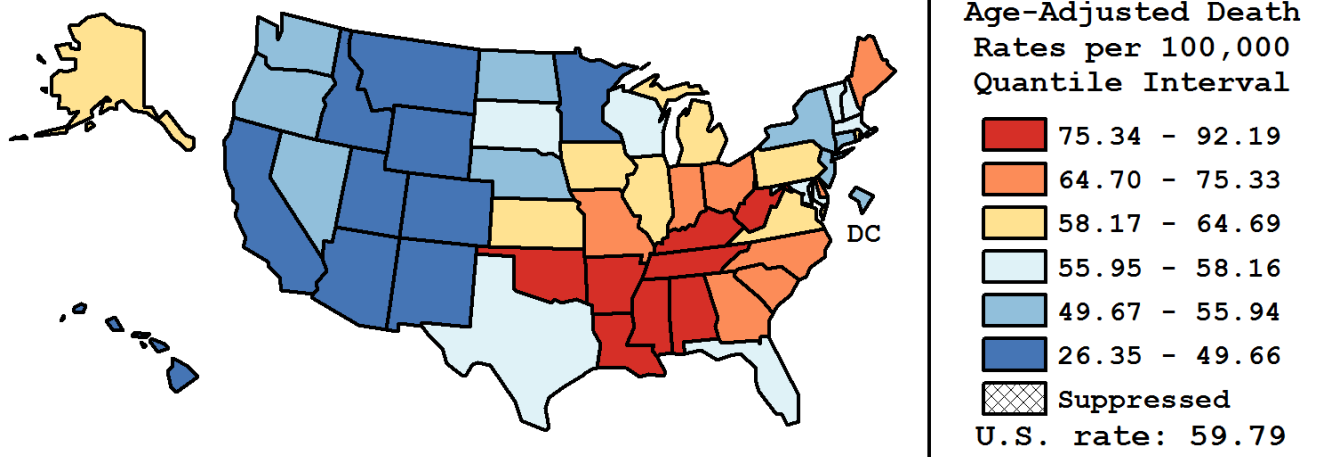 Age-Adjusted Death
Rates per 100,000
Quantile Interval
75.34 - 92.19
64.70 - 75.33
58.17 - 64.69
55.95 - 58.16
49.67 - 55.94
26.35 - 49.66
Suppressed
U.S. rate: 59.79
DC